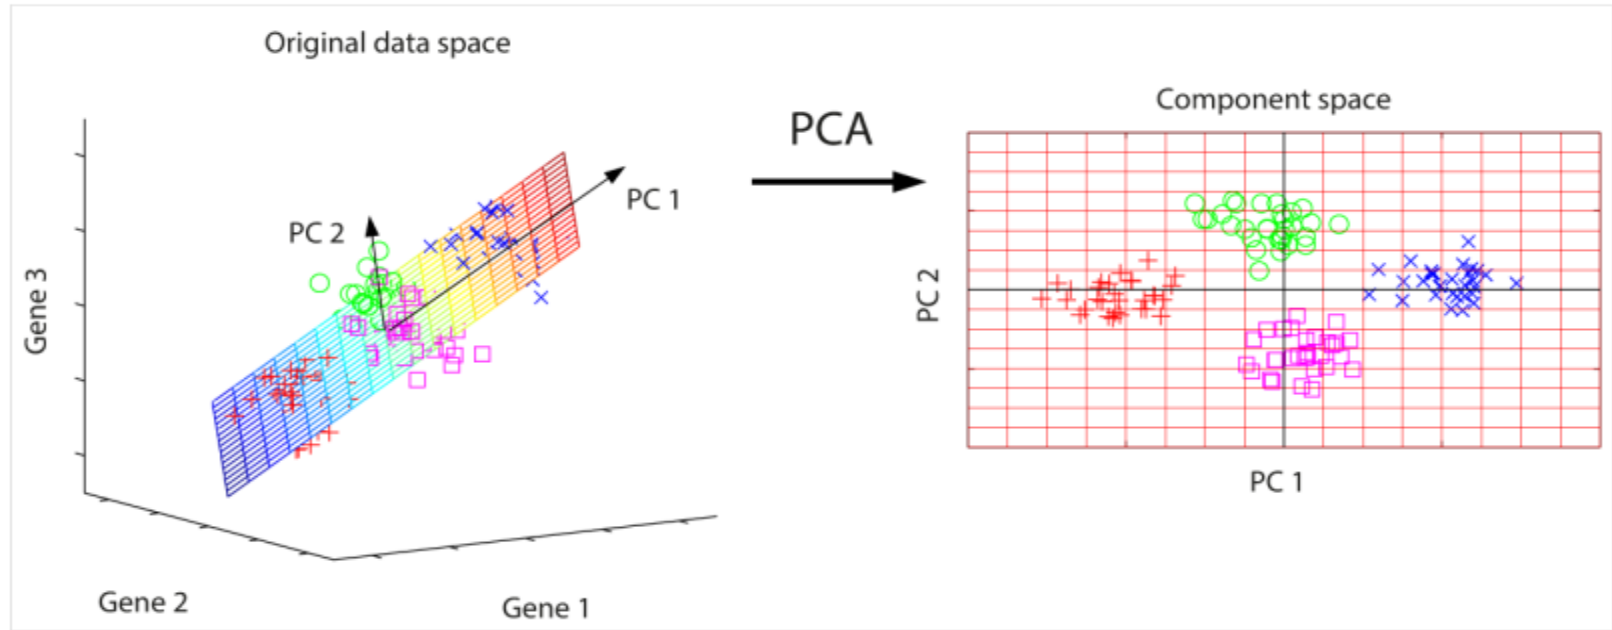 Original data space
PCA
Component space
PC 1
PC 2
Gene 3
PC 2
Gene 2
Gene 1
PC 1